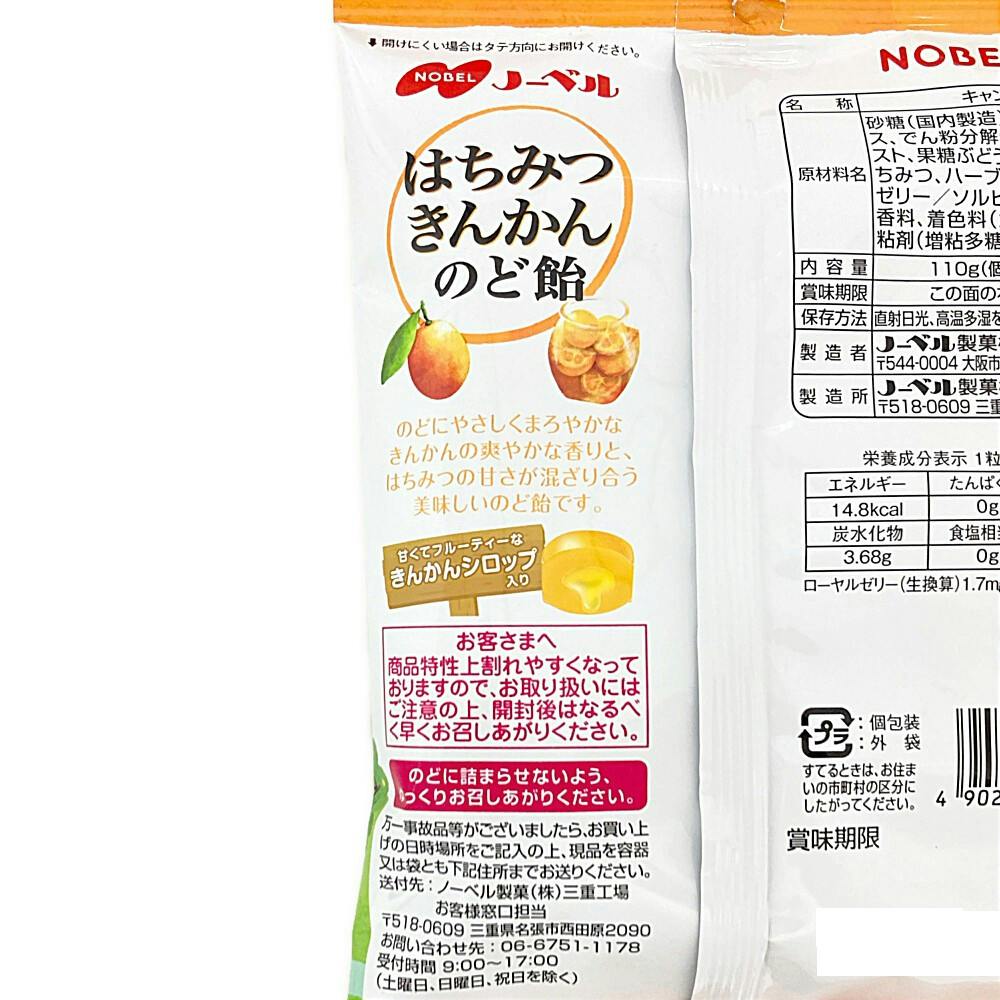 ⬇開けにくい場合はタテ方向にお開けください。
NOBEL ノーベル
はちみつ
きんかん
のど飴
のどにやさしくまろやかな
きんかんの爽やかな香りと、
はちみつの甘さが混ざり合う
美味しいのど飴です。
甘くてフルーティーな
きんかんシロップ
入り
お客さまへ
商品特性上割れやすくなって
おりますので、お取り扱いには
ご注意の上、開封後はなるべ
く早くお召しあがりください。
のどに詰まらせないよう、
っくりお召しあがりください。
万一事故品等がございましたら、お買い上
げの日時場所をご記入の上、現品を容器
又は袋とも下記住所までお送りください。
送付先:ノーベル製菓(株)三重工場
お客様窓口担当
〒518-0609 三重県名張市西田原2090
お問い合わせ先:06-6751-1178
受付時間 9:00〜17:00
(土曜日、日曜日、祝日を除く)
NOBE
名 称 キャン
原材料名 砂糖(国内製造)
ス、でん粉分解
スト、果糖ぶどう
ちみつ、ハーブ
ゼリー/ソルビ
香料、着色料(
粘剤(増粘多糖
内容量 110g(個
賞味期限 この面の
保存方法 直射日光、高温多湿を
製造者 ノーベル製菓
〒544-0004 大阪市
製造所 ノーベル製菓
〒518-0609 三重
栄養成分表示 1粒
エネルギー たんぱく
14.8kcal 0g
炭水化物 食塩相当
3.68g 0g
ローヤルゼリー(生換算)1.7mg
プラ :個包装
:外 袋
すてるときは、お住ま
いの市町村の区分に
したがってください。
4 902
賞味期限